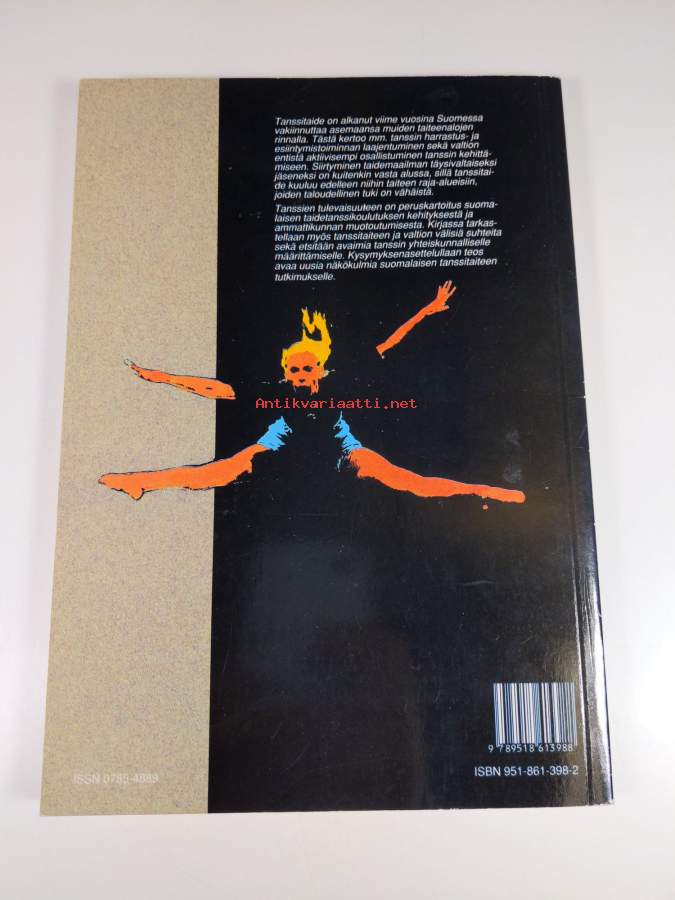 Tanssitaide on alkanut viime vuosina Suomessa
vakiinnuttaa asemaansa muiden taiteenalojen
rinnalla. Tästä kertoo mm. tanssin harrastus- ja
esiintymistoiminnan laajentuminen sekä valtion
entistä aktiivisempi osallistuminen tanssin kehittä-
miseen. Siirtyminen taidemaailman täysivaltaiseksi
jäseneksi on kuitenkin vasta alussa, sillä tanssitai-
de kuuluu edelleen niihin taiteen raja-alueisiin,
joiden taloudellinen tuki on vähäistä.
Tanssien tulevaisuuteen on peruskartoitus suoma-
laisen taidetanssikoulutuksen kehityksestä ja
ammattikunnan muotoutumisesta. Kirjassa tarkas-
tellaan myös tanssitaiteen ja valtion välisiä suhteita
sekä etsitään avaimia tanssin yhteiskunnalliselle
määrittämiselle. Kysymyksenasettelullaan teos
avaa uusia näkökulmia suomalaisen tanssitaiteen
tutkimukselle.
Antikvariaatti.net
9 789518 613988
ISSN 0785-4889
ISBN 951-861-398-2